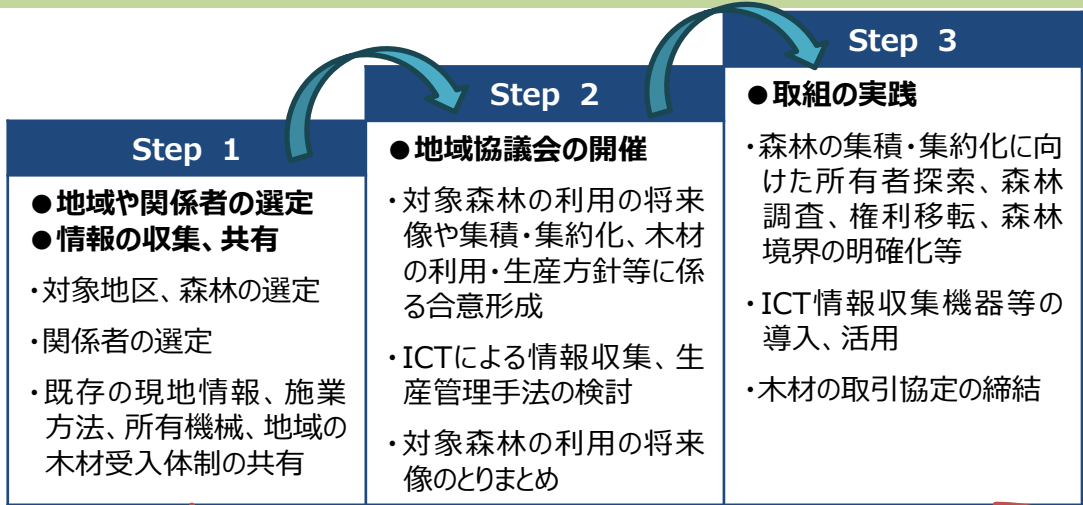 Step 1
●地域や関係者の選定
●情報の収集、共有
・対象地区、森林の選定
・関係者の選定
・既存の現地情報、施業
方法、所有機械、地域の
木材受入体制の共有
Step 2
●地域協議会の開催
・対象森林の利用の将来
像や集積・集約化、木材
の利用・生産方針等に係
る合意形成
・ICTによる情報収集、生
産管理手法の検討
・対象森林の利用の将来
像のとりまとめ
Step 3
●取組の実践
・森林の集積・集約化に向
けた所有者探索、森林
調査、権利移転、森林
境界の明確化等
・ICT情報収集機器等の
導入、活用
・木材の取引協定の締結